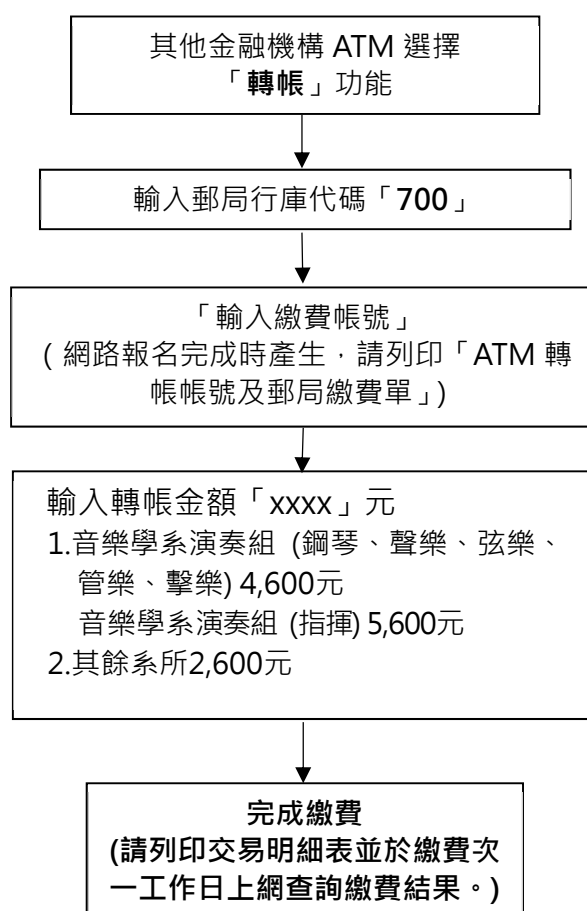 其他金融機構 ATM 選擇
「轉帳」功能
輸入郵局行庫代碼「700」
「輸入繳費帳號」
( 網路報名完成時產生，請列印「ATM 轉
帳帳號及郵局繳費單」)
輸入轉帳金額「xxxx」元
1.音樂學系演奏組 (鋼琴、聲樂、弦樂、
管樂、擊樂) 4,600元
音樂學系演奏組 (指揮) 5,600元
2.其餘系所2,600元
完成繳費
(請列印交易明細表並於繳費次
一工作日上網查詢繳費結果。)